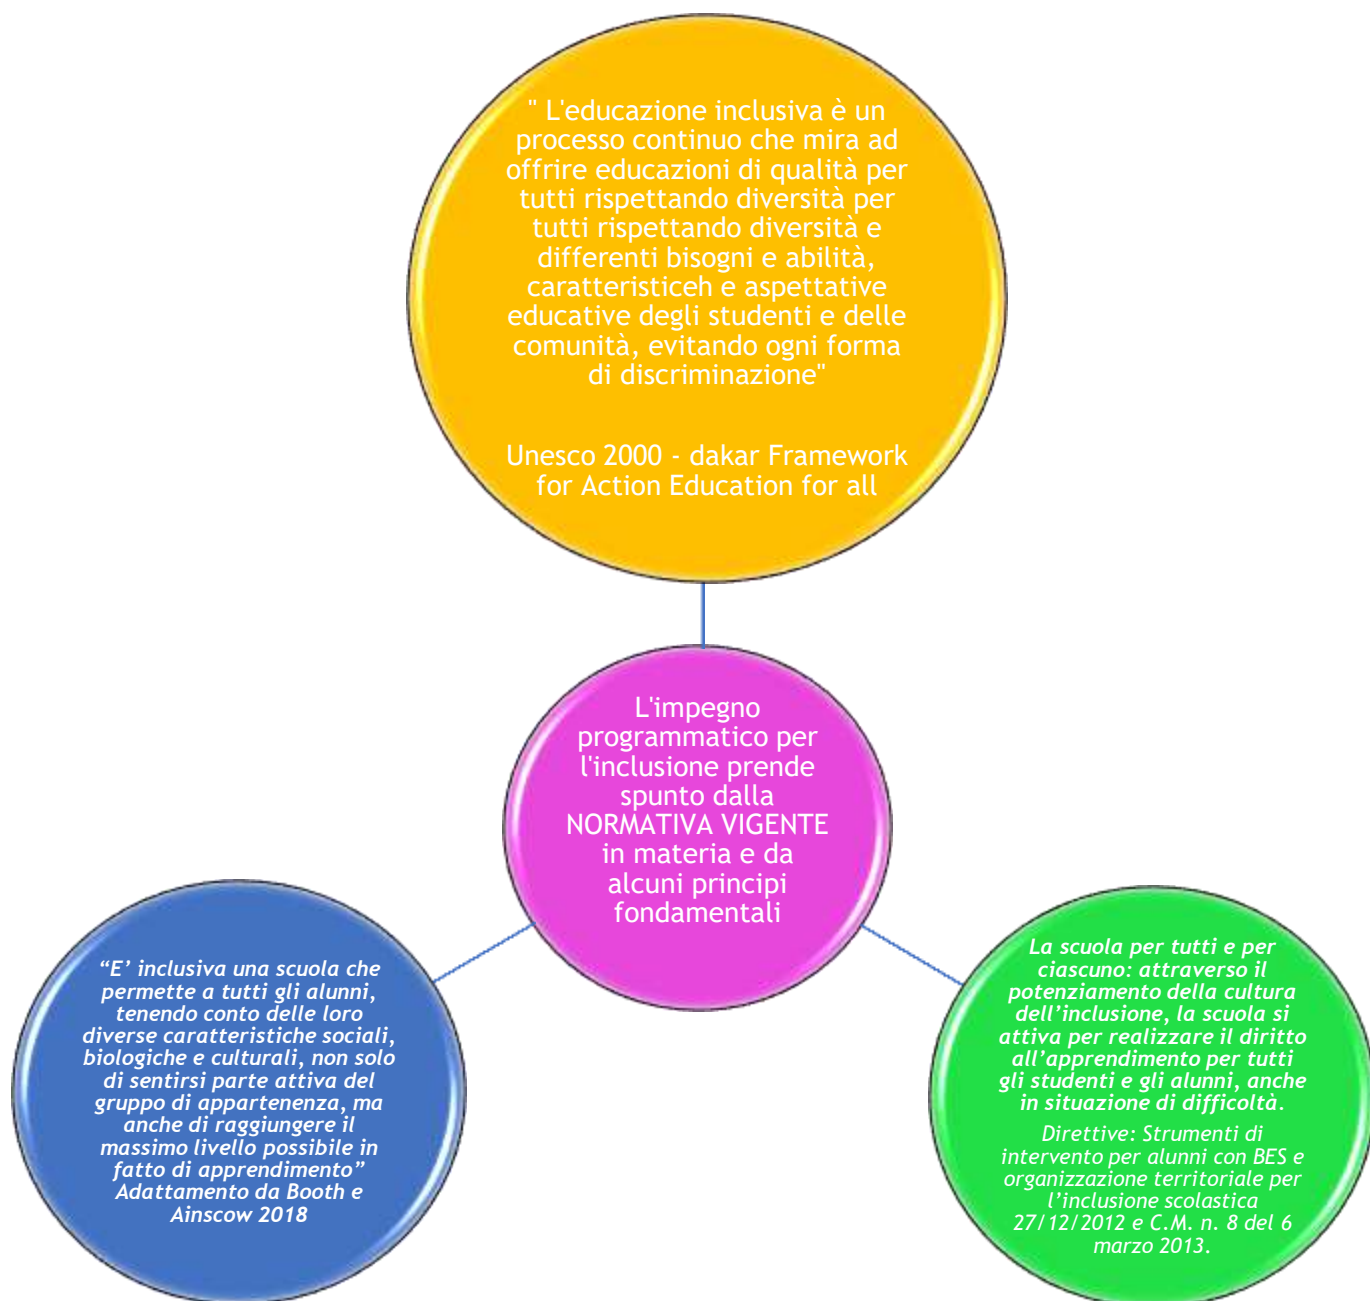 " L'educazione inclusiva è un
processo continuo che mira ad
offrire educazioni di qualità per
tutti rispettando diversità per
tutti rispettando diversità e
differenti bisogni e abilità,
caratteristiceh e aspettative
educative degli studenti e delle
comunità, evitando ogni forma
di discriminazione"
Unesco 2000 - dakar Framework
for Action Education for all
L'impegno
programmatico per
l'inclusione prende
spunto dalla
NORMATIVA VIGENTE
in materia e da
alcuni principi
fondamentali
“E’ inclusiva una scuola che
permette a tutti gli alunni,
tenendo conto delle loro
diverse caratteristiche sociali,
biologiche e culturali, non solo
di sentirsi parte attiva del
gruppo di appartenenza, ma
anche di raggiungere il
massimo livello possibile in
fatto di apprendimento”
Adattamento da Booth e
Ainscow 2018
La scuola per tutti e per
ciascuno: attraverso il
potenziamento della cultura
dell’inclusione, la scuola si
attiva per realizzare il diritto
all’apprendimento per tutti
gli studenti e gli alunni, anche
in situazione di difficoltà.
Direttive: Strumenti di
intervento per alunni con BES e
organizzazione territoriale per
l’inclusione scolastica
27/12/2012 e C.M. n. 8 del 6
marzo 2013.